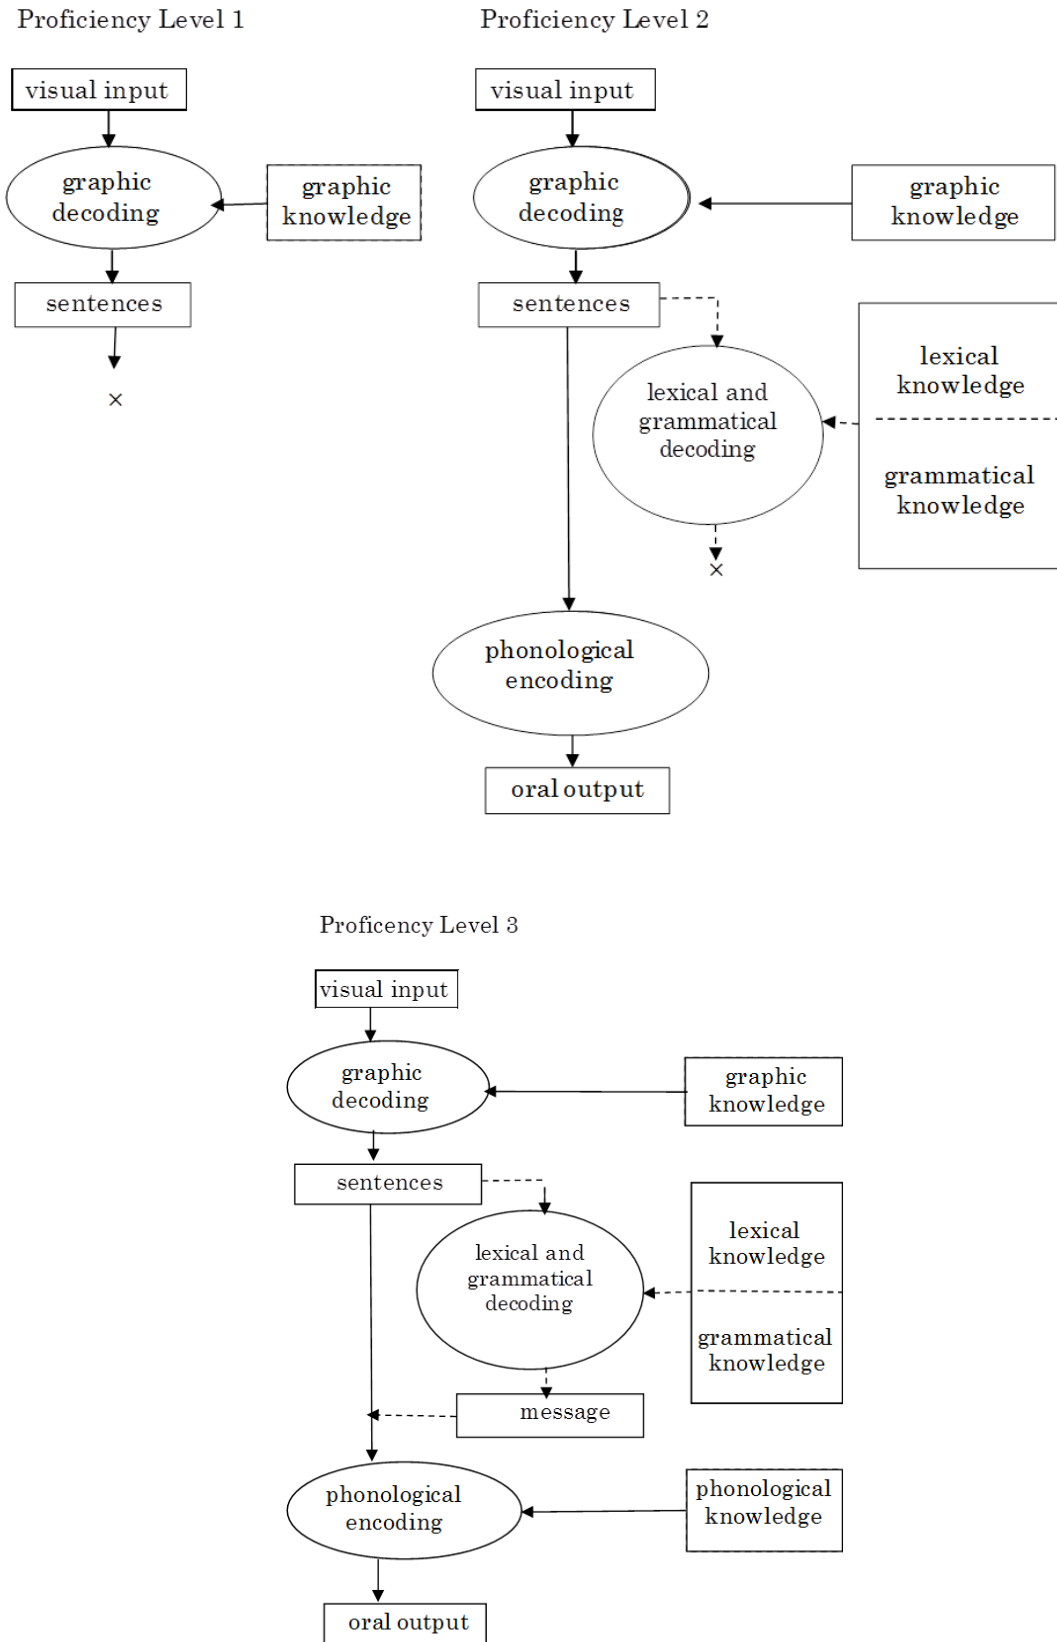 Proficiency Level 1
visual input
graphic
decoding
graphic
knowledge
sentences
×
Proficiency Level 2
visual input
graphic
decoding
graphic
knowledge
sentences
lexical and
grammatical
decoding
lexical
knowledge
grammatical
knowledge
×
phonological
encoding
oral output
Proficency Level 3
visual input
graphic
decoding
graphic
knowledge
sentences
lexical and
grammatical
decoding
lexical
knowledge
grammatical
knowledge
message
phonological
encoding
phonological
knowledge
oral output